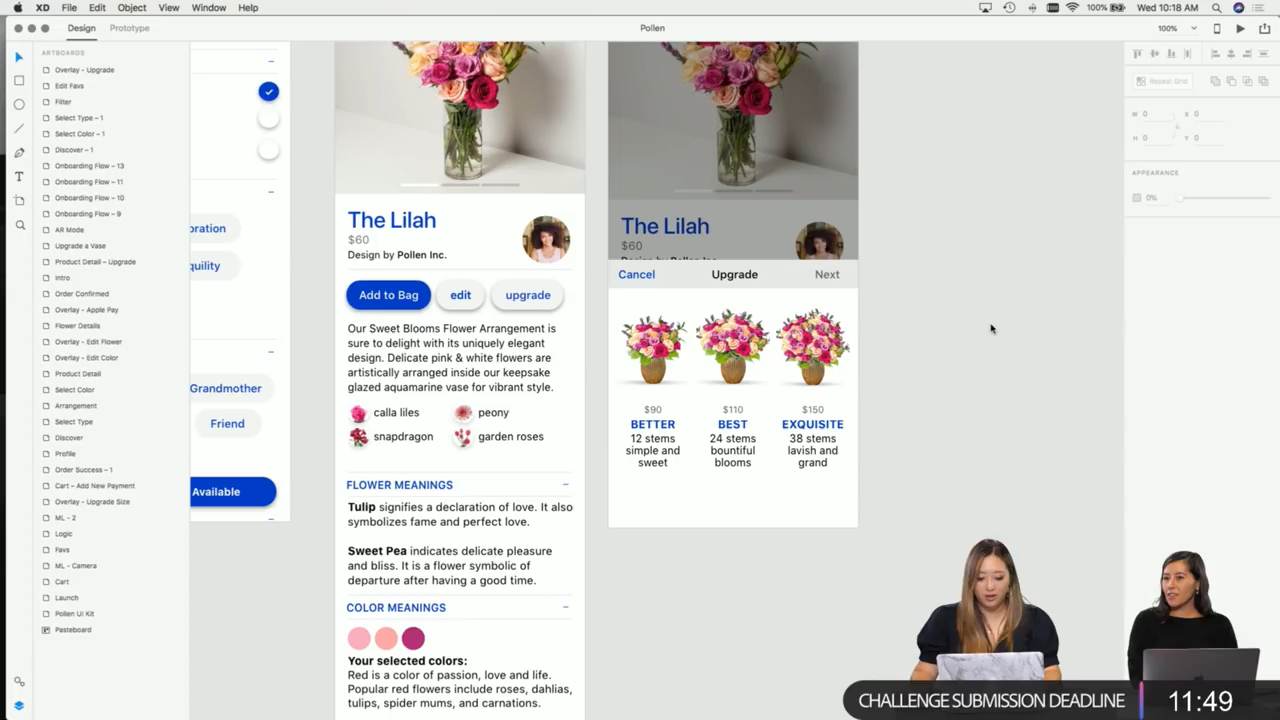 XD File Edit Object View Window Help
100% Wed 10:18 AM
Design Prototype
Pollen
100%
ARTBOARDS
Overlay – Upgrade
Edit Favs
Filter
Select Type – 1
Select Color – 1
Discover – 1
Onboarding Flow – 13
Onboarding Flow – 11
Onboarding Flow – 10
Onboarding Flow – 9
AR Mode
Upgrade a Vase
Product Detail – Upgrade
Intro
Order Confirmed
Overlay - Apple Pay
Flower Details
Overlay – Edit Flower
Overlay – Edit Color
Product Detail
Select Color
Arrangement
Select Type
Discover
Profile
Order Success – 1
Cart – Add New Payment
Overlay - Upgrade Size
ML - 2
Logic
Favs
ML - Camera
Cart
Launch
Pollen UI Kit
Pasteboard
oration
quility
Grandmother
Friend
Available
The Lilah
$60
Design by Pollen Inc.
Add to Bag
edit
upgrade
Our Sweet Blooms Flower Arrangement is
sure to delight with its uniquely elegant
design. Delicate pink & white flowers are
artistically arranged inside our keepsake
glazed aquamarine vase for vibrant style.
calla liles
peony
snapdragon
garden roses
FLOWER MEANINGS
Tulip signifies a declaration of love. It also
symbolizes fame and perfect love.
Sweet Pea indicates delicate pleasure
and bliss. It is a flower symbolic of
departure after having a good time.
COLOR MEANINGS
Your selected colors:
Red is a color of passion, love and life.
Popular red flowers include roses, dahlias,
tulips, spider mums, and carnations.
The Lilah
$60
Design by Pollen Inc.
Cancel
Upgrade
Next
$90
BETTER
12 stems
simple and
sweet
$110
BEST
24 stems
bountiful
blooms
$150
EXQUISITE
38 stems
lavish and
grand
Repeat Grid
W 0 X 0
H 0 Y 0
APPEARANCE
0%
CHALLENGE SUBMISSION DEADLINE
11:49